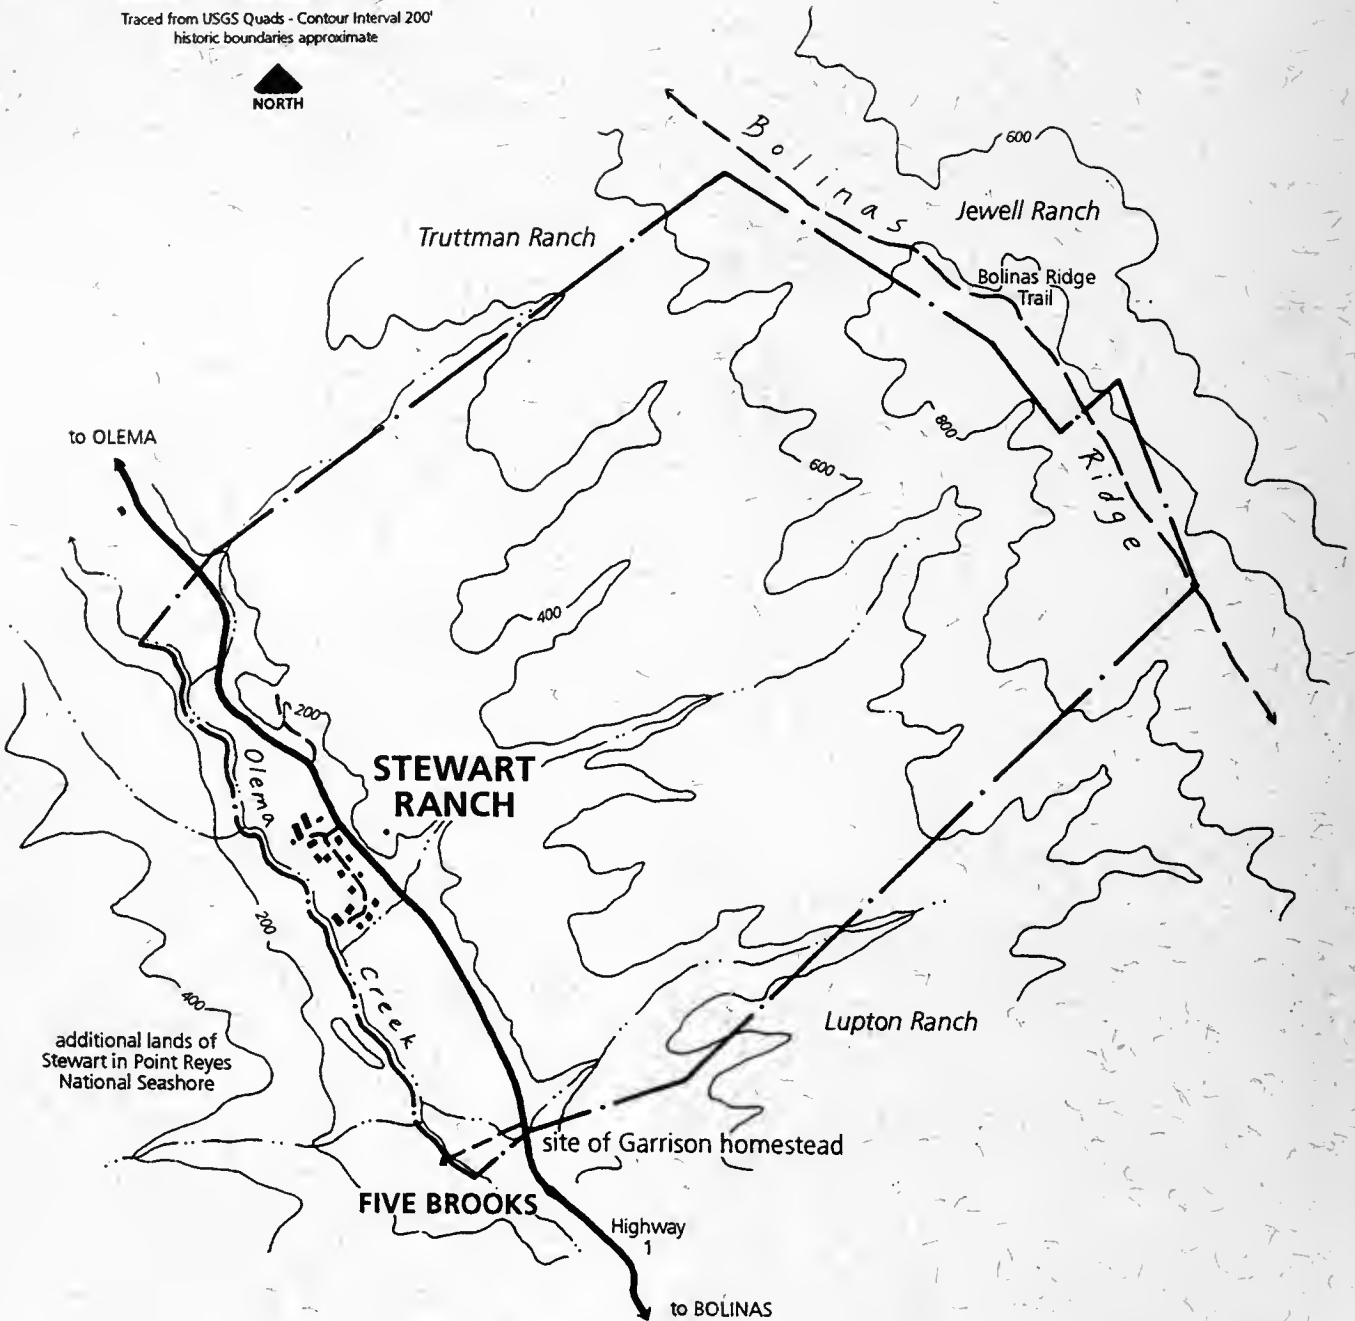 Traced from USGS Quads - Contour Interval 200'
historic boundaries approximate
NORTH
Bolinas
600
Jewell Ranch
Truttman Ranch
Bolinas Ridge
Trail
800
to OLEMA
600
Ridge
400
200
Olema
STEWART
RANCH
200
Creek
400
Lupton Ranch
additional lands of
Stewart in Point Reyes
National Seashore
site of Garrison homestead
FIVE BROOKS
Highway
1
to BOLINAS